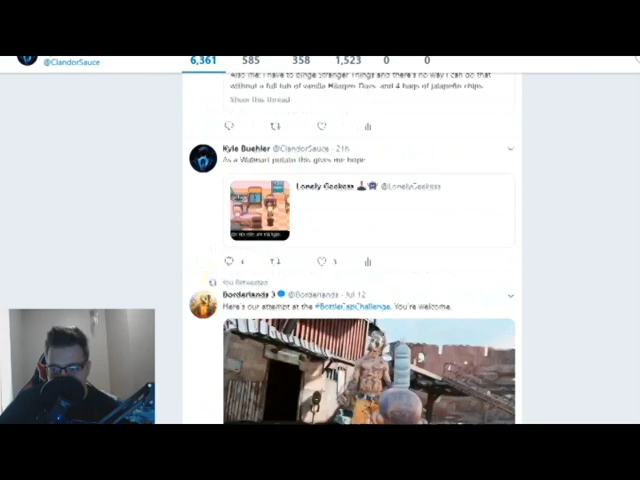 @ClandorSauce
6,361 585 358 1,523 0 0
Also me: I have to binge Stranger Things and there's no way I can do that
without a full tub of vanilla Häagen Dazs and 4 bags of jalapeño chips.
Show this thread
Kyle Buehler @ClandorSauce · 21h
As a Walmart potato this gives me hope
Lonely Geekess @LonelyGeekess
You Retweeted
Borderlands 3 @Borderlands · Jul 12
Here's our attempt at the #BottleCapChallenge. You're welcome.